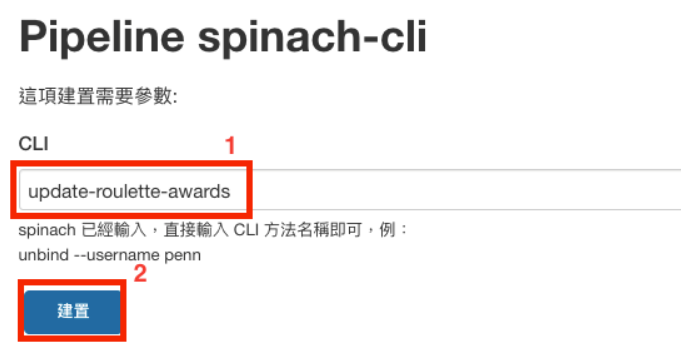 Pipeline spinach-cli
這項建置需要參數:
CLI
1
update-roulette-awards
spinach 已經輸入，直接輸入 CLI 方法名稱即可，例：
unbind --username penn
2
建置